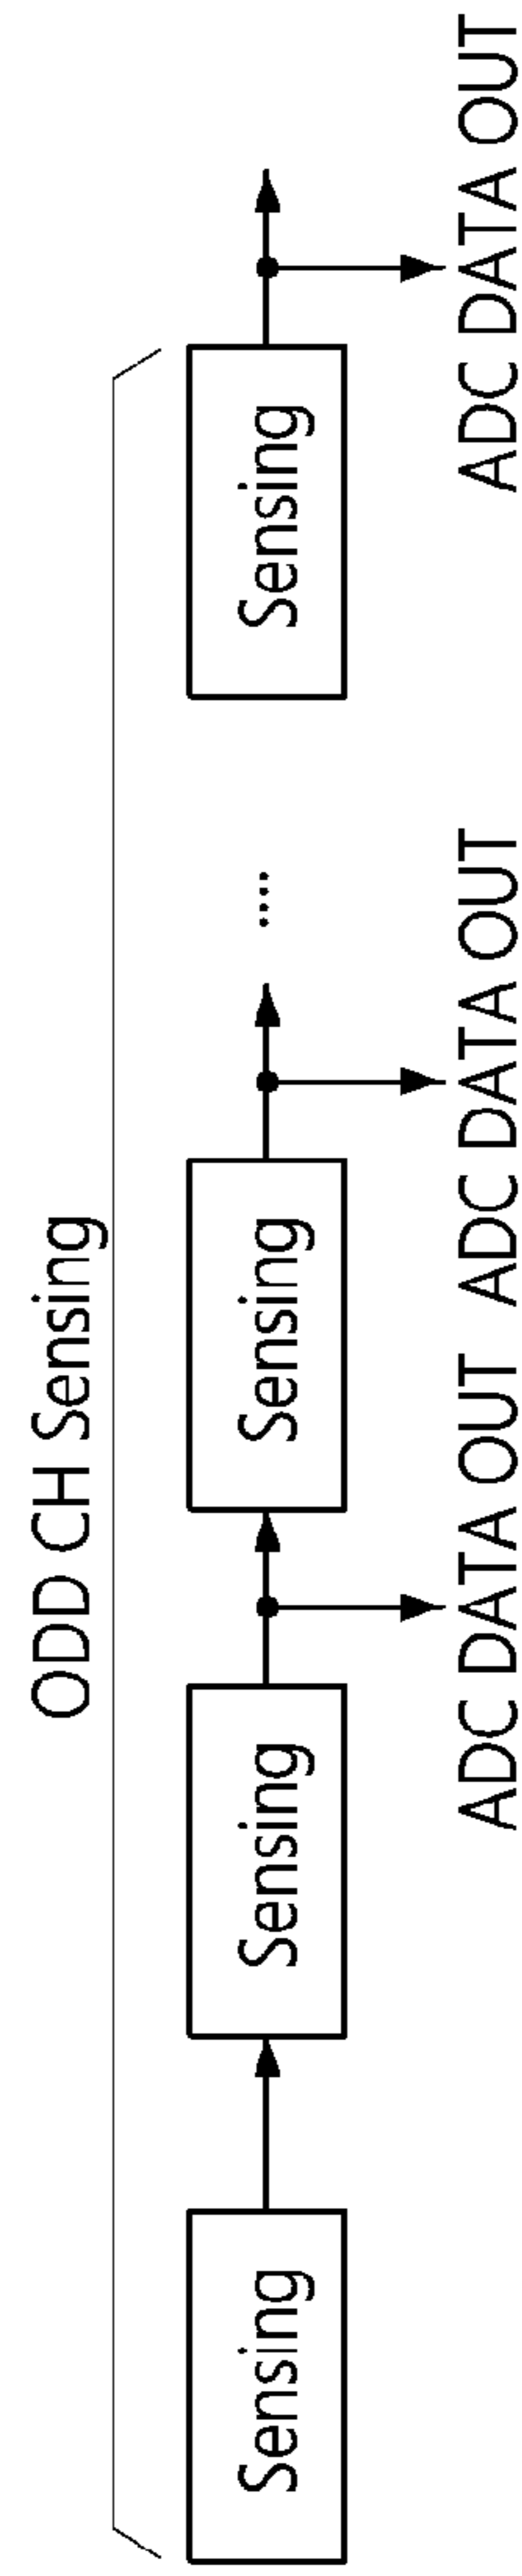 ODD CH Sensing
Sensing
Sensing
Sensing
....
Sensing
ADC DATA OUT
ADC DATA OUT
ADC DATA OUT